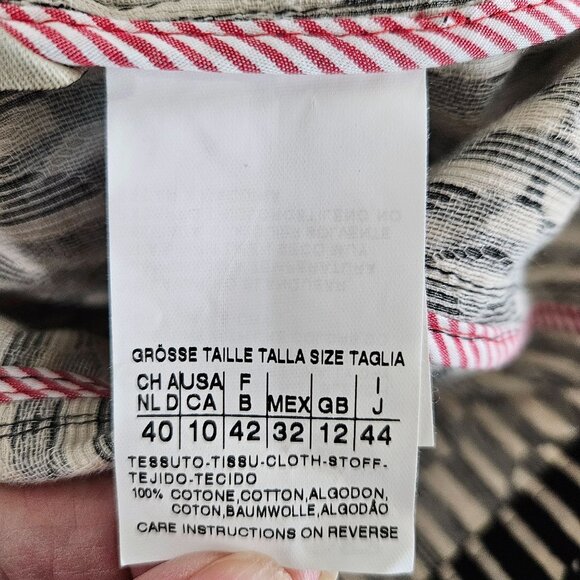 GRÖSSE TAILLE TALLA SIZE TAGLIA
CH A USA F I
NL D CA B MEX GB J
40 10 42 32 12 44
TESSUTO-TISSU-CLOTH-STOFF-
TEJIDO-TECIDO
100% COTONE,COTTON,ALGODON,
COTON,BAUMWOLLE,ALGODÃO
CARE INSTRUCTIONS ON REVERSE